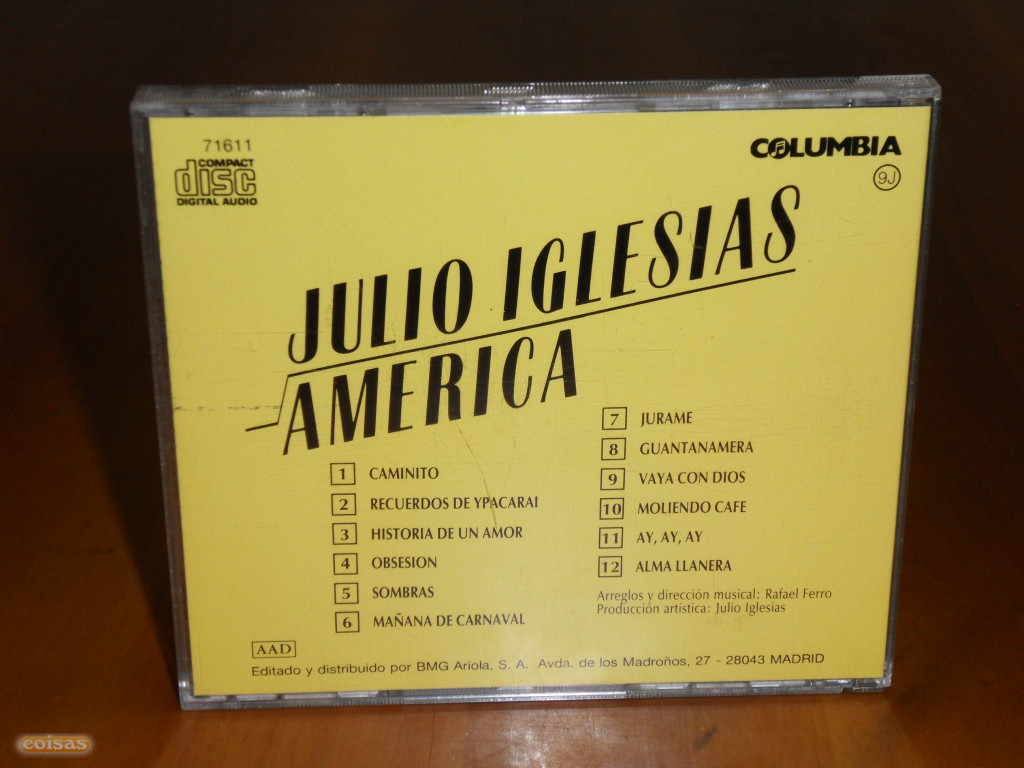 71611
COMPACT
disc
DIGITAL AUDIO
COLUMBIA
9J
JULIO IGLESIAS
AMERICA
1 CAMINITO
2 RECUERDOS DE YPACARAI
3 HISTORIA DE UN AMOR
4 OBSESION
5 SOMBRAS
6 MAÑANA DE CARNAVAL
7 JURAME
8 GUANTANAMERA
9 VAYA CON DIOS
10 MOLIENDO CAFE
11 AY, AY, AY
12 ALMA LLANERA
Arreglos y dirección musical: Rafael Ferro
Producción artística: Julio Iglesias
AAD
Editado y distribuido por BMG Ariola, S. A. Avda. de los Madroños, 27 - 28043 MADRID
coisas